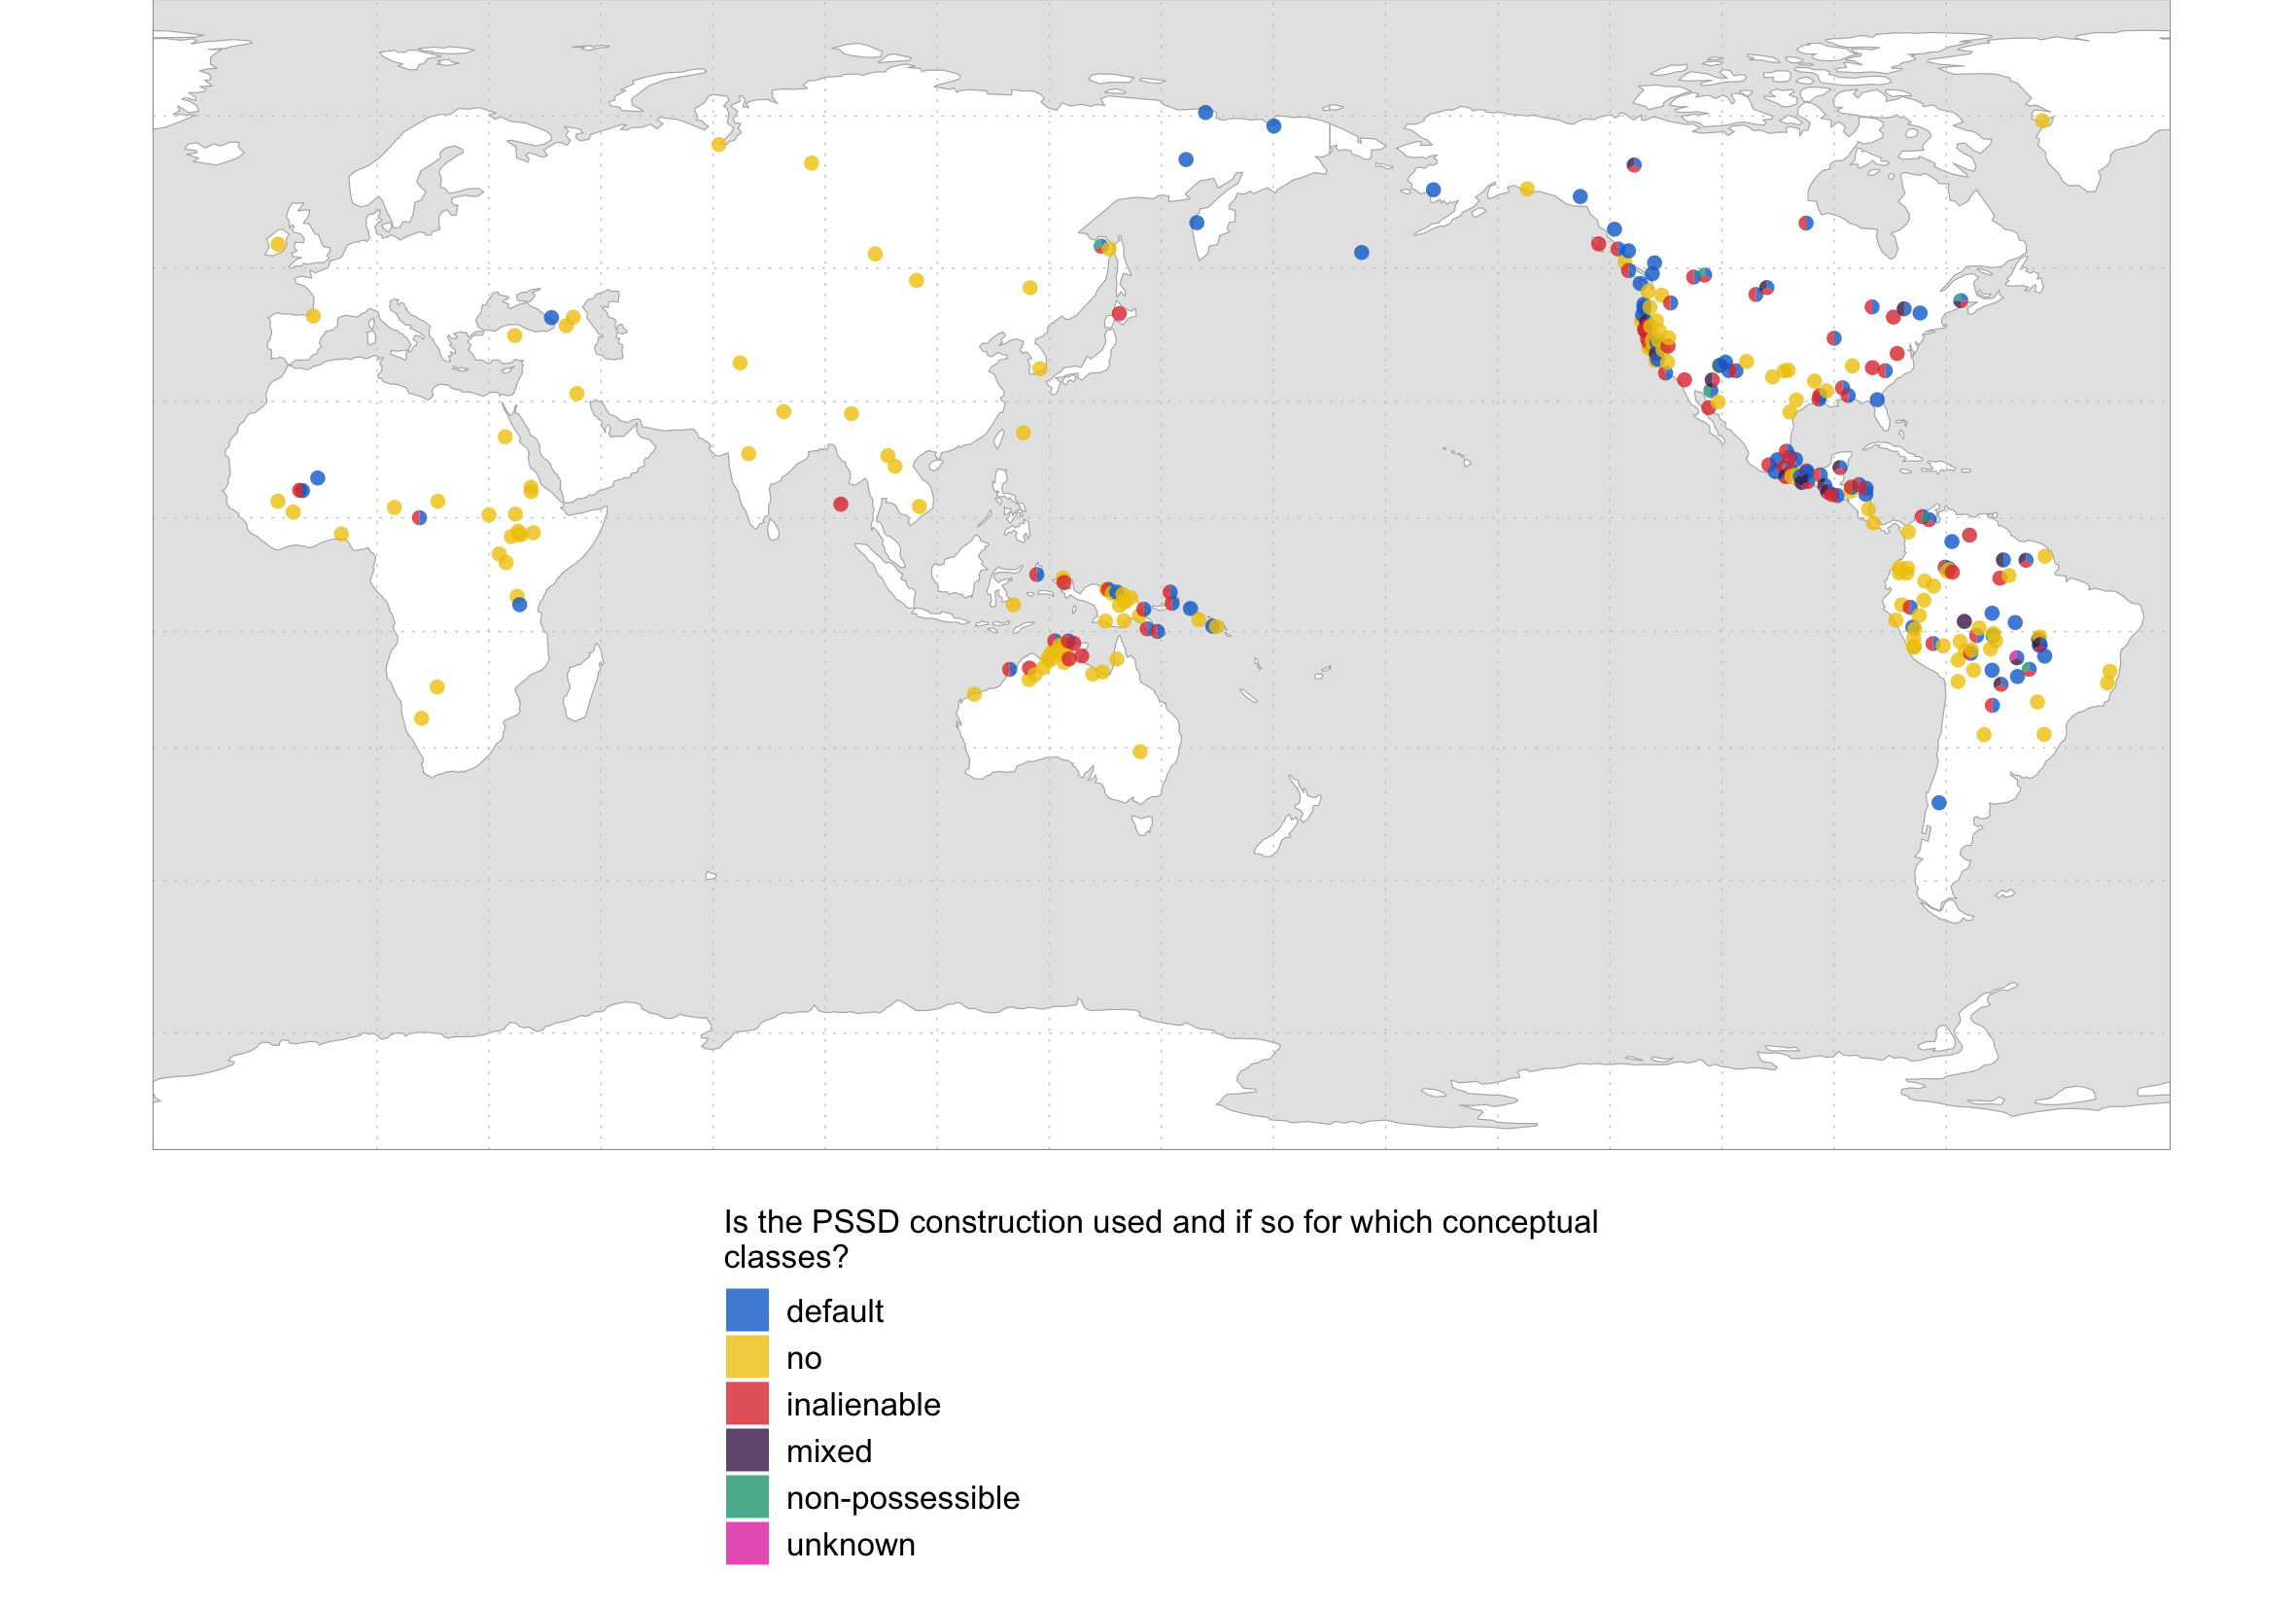 Is the PSSD construction used and if so for which conceptual
classes?
default
no
inalienable
mixed
non-possessible
unknown